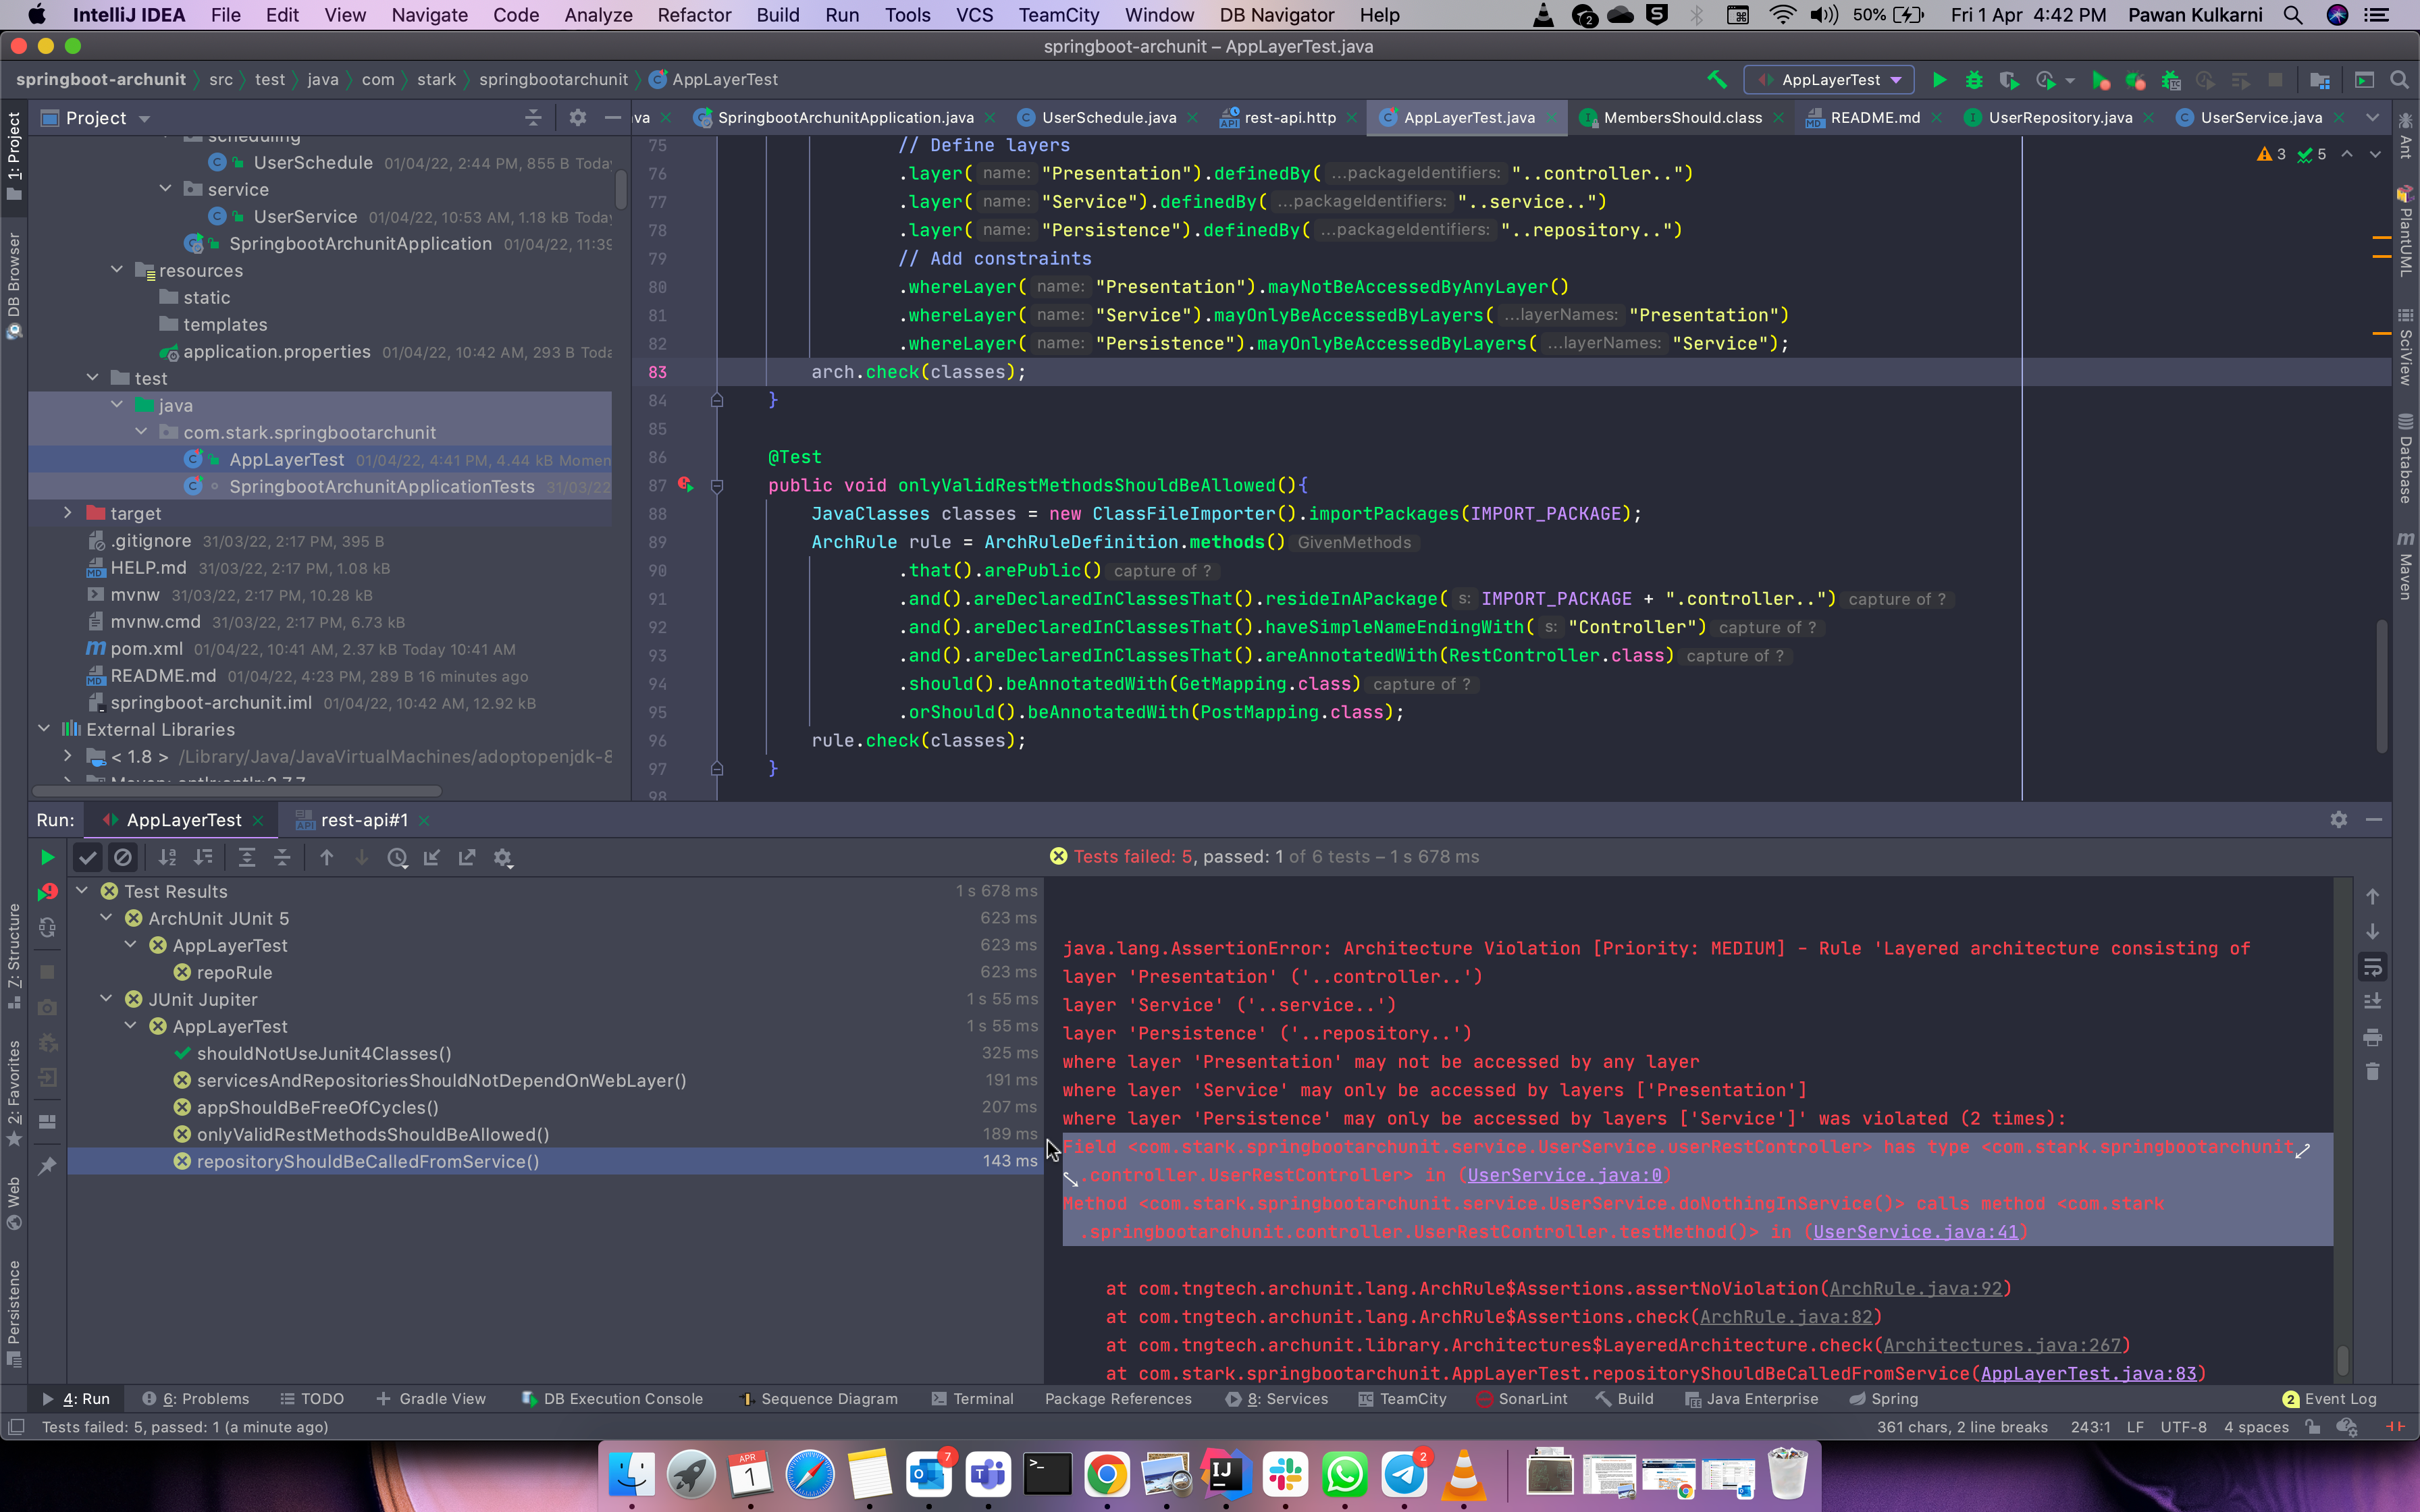 IntelliJ IDEA File Edit View Navigate Code Analyze Refactor Build Run Tools VCS TeamCity Window DB Navigator Help 2 S 50% Fri 1 Apr 4:42 PM Pawan Kulkarni
springboot-archunit – AppLayerTest.java
springboot-archunit src test java com stark springbootarchunit AppLayerTest AppLayerTest
Project
va SpringbootArchunitApplication.java UserSchedule.java rest-api.http AppLayerTest.java MembersShould.class README.md UserRepository.java UserService.java
1: Project
DB Browser
scheduling
UserSchedule 01/04/22, 2:44 PM, 855 B Toda
service
UserService 01/04/22, 10:53 AM, 1.18 kB Toda
SpringbootArchunitApplication 01/04/22, 11:39
resources
static
templates
application.properties 01/04/22, 10:42 AM, 293 B Toda
test
java
com.stark.springbootarchunit
AppLayerTest 01/04/22, 4:41 PM, 4.44 kB Momen
SpringbootArchunitApplicationTests 31/03/22
target
.gitignore 31/03/22, 2:17 PM, 395 B
HELP.md 31/03/22, 2:17 PM, 1.08 kB
mvnw 31/03/22, 2:17 PM, 10.28 kB
mvnw.cmd 31/03/22, 2:17 PM, 6.73 kB
pom.xml 01/04/22, 10:41 AM, 2.37 kB Today 10:41 AM
README.md 01/04/22, 4:23 PM, 289 B 16 minutes ago
springboot-archunit.iml 01/04/22, 10:42 AM, 12.92 kB
External Libraries
< 1.8 > /Library/Java/JavaVirtualMachines/adoptopenjdk-8
3 5
75 // Define layers
76 .layer( name: "Presentation").definedBy( ...packageIdentifiers: "..controller..")
77 .layer( name: "Service").definedBy( ...packageIdentifiers: "..service..")
78 .layer( name: "Persistence").definedBy( ...packageIdentifiers: "..repository..")
79 // Add constraints
80 .whereLayer( name: "Presentation").mayNotBeAccessedByAnyLayer()
81 .whereLayer( name: "Service").mayOnlyBeAccessedByLayers( ...layerNames: "Presentation")
82 .whereLayer( name: "Persistence").mayOnlyBeAccessedByLayers( ...layerNames: "Service");
83 arch.check(classes);
84 }
85
86 @Test
87 public void onlyValidRestMethodsShouldBeAllowed(){
88 JavaClasses classes = new ClassFileImporter().importPackages(IMPORT_PACKAGE);
89 ArchRule rule = ArchRuleDefinition.methods() GivenMethods
90 .that().arePublic() capture of ?
91 .and().areDeclaredInClassesThat().resideInAPackage( s: IMPORT_PACKAGE + ".controller..") capture of ?
92 .and().areDeclaredInClassesThat().haveSimpleNameEndingWith( s: "Controller") capture of ?
93 .and().areDeclaredInClassesThat().areAnnotatedWith(RestController.class) capture of ?
94 .should().beAnnotatedWith(GetMapping.class) capture of ?
95 .orShould().beAnnotatedWith(PostMapping.class);
96 rule.check(classes);
97 }
98
Ant
PlantUML
SciView
Database
m Maven
Run: AppLayerTest rest-api#1
Tests failed: 5, passed: 1 of 6 tests – 1 s 678 ms
7: Structure
2: Favorites
Web
Persistence
Test Results 1 s 678 ms
ArchUnit JUnit 5 623 ms
AppLayerTest 623 ms
repoRule 623 ms
JUnit Jupiter 1 s 55 ms
AppLayerTest 1 s 55 ms
shouldNotUseJunit4Classes() 325 ms
servicesAndRepositoriesShouldNotDependOnWebLayer() 191 ms
appShouldBeFreeOfCycles() 207 ms
onlyValidRestMethodsShouldBeAllowed() 189 ms
repositoryShouldBeCalledFromService() 143 ms
java.lang.AssertionError: Architecture Violation [Priority: MEDIUM] - Rule 'Layered architecture consisting of
layer 'Presentation' ('..controller..')
layer 'Service' ('..service..')
layer 'Persistence' ('..repository..')
where layer 'Presentation' may not be accessed by any layer
where layer 'Service' may only be accessed by layers ['Presentation']
where layer 'Persistence' may only be accessed by layers ['Service']' was violated (2 times):
Field <com.stark.springbootarchunit.service.UserService.userRestController> has type <com.stark.springbootarchunit
.controller.UserRestController> in (UserService.java:0)
Method <com.stark.springbootarchunit.service.UserService.doNothingInService()> calls method <com.stark
.springbootarchunit.controller.UserRestController.testMethod()> in (UserService.java:41)
at com.tngtech.archunit.lang.ArchRule$Assertions.assertNoViolation(ArchRule.java:92)
at com.tngtech.archunit.lang.ArchRule$Assertions.check(ArchRule.java:82)
at com.tngtech.archunit.library.Architectures$LayeredArchitecture.check(Architectures.java:267)
at com.stark.springbootarchunit.AppLayerTest.repositoryShouldBeCalledFromService(AppLayerTest.java:83)
4: Run 6: Problems TODO Gradle View DB Execution Console Sequence Diagram Terminal Package References 8: Services TeamCity SonarLint Build Java Enterprise Spring 2 Event Log
Tests failed: 5, passed: 1 (a minute ago) 361 chars, 2 line breaks 243:1 LF UTF-8 4 spaces
APR 1 7 IJ 2